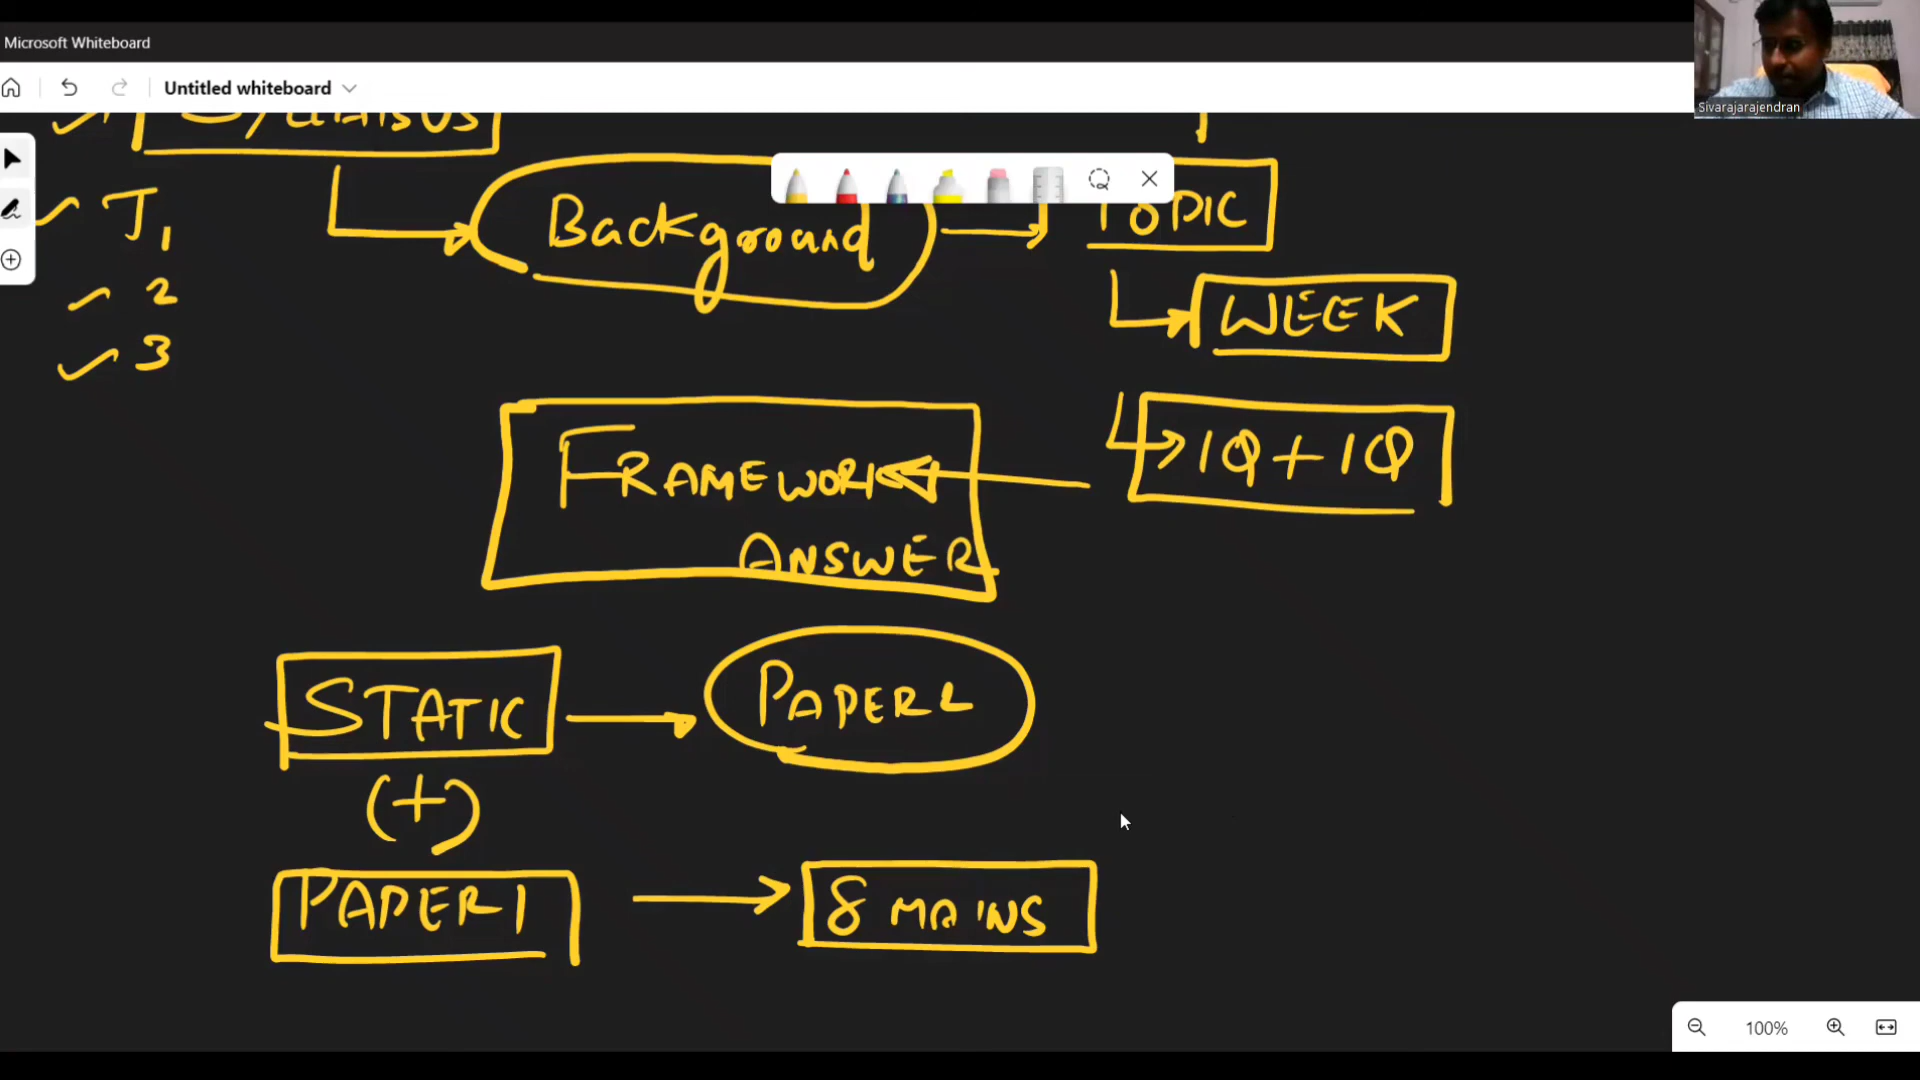 Microsoft Whiteboard
Untitled whiteboard
Sivarajarajendran
T1
2
3
Background
TOPIC
WEEK
1Q+1Q
FRAMEWORK
ANSWER
STATIC
PAPER 2
(+)
PAPER 1
8 MAINS
100%